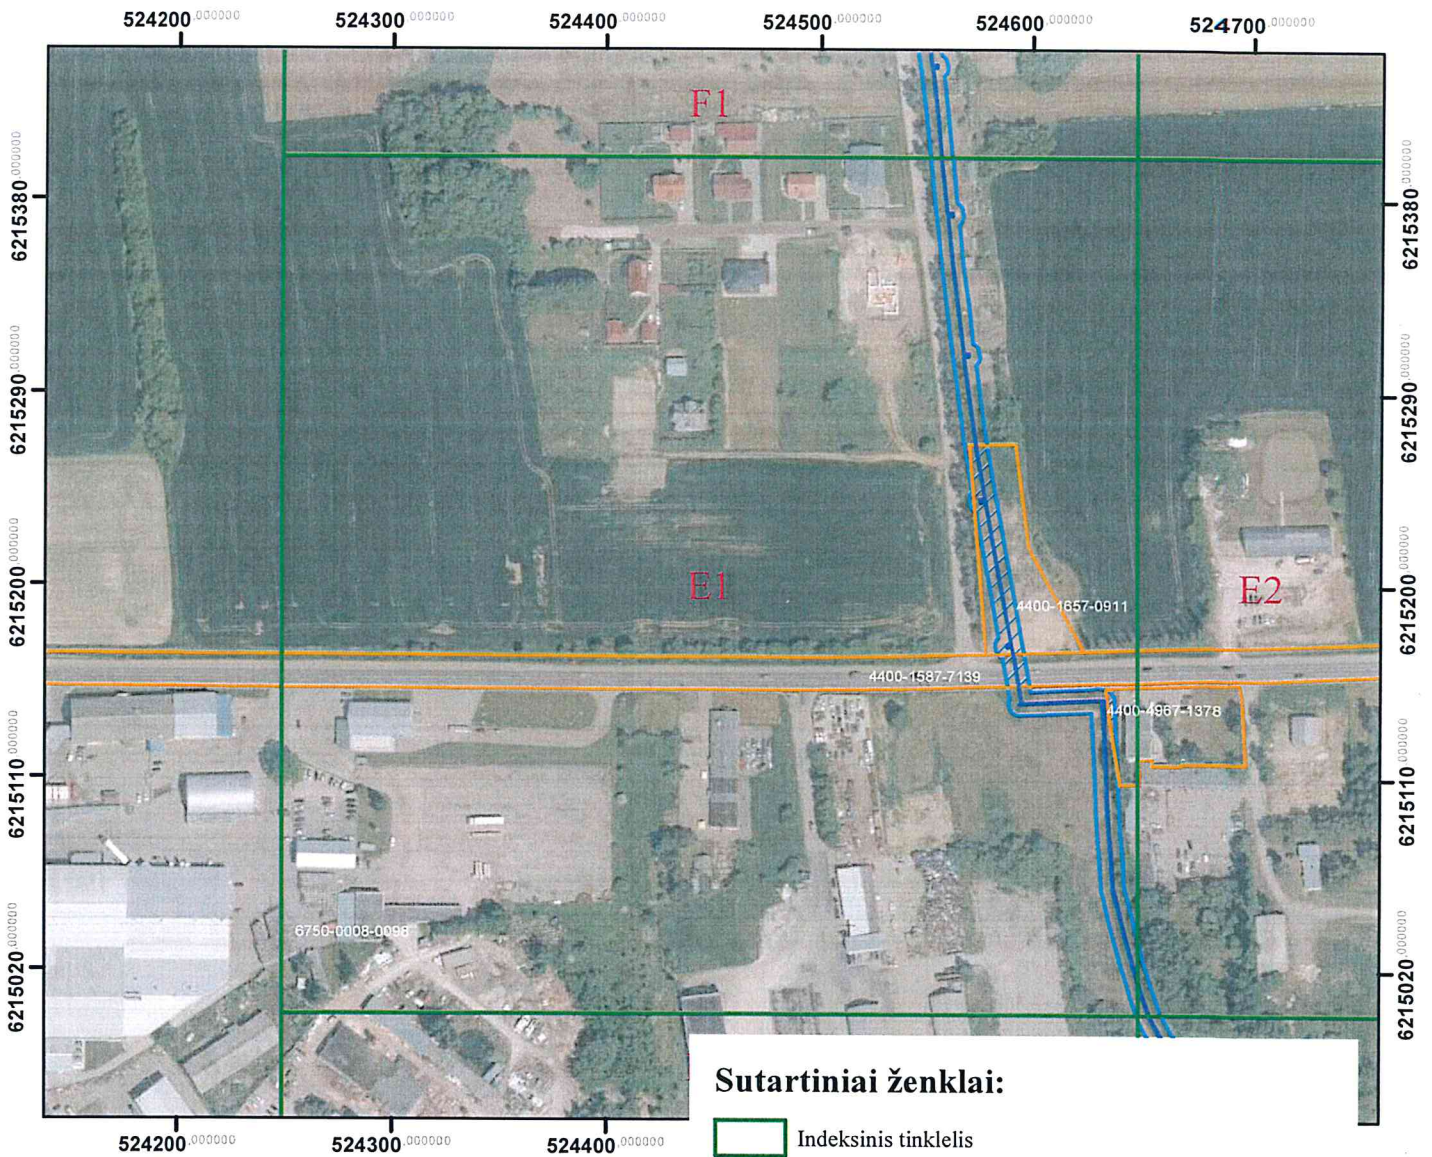 524200.000000 524300.000000 524400.000000 524500.000000 524600.000000 524700.000000
6215380.000000
6215290.000000
6215200.000000
6215110.000000
6215020.000000
F1
E1
E2
4400-1657-0911
4400-1587-7139
4400-4967-1378
6750-0008-0098
6215380.000000
6215290.000000
6215200.000000
6215110.000000
6215020.000000
524200.000000 524300.000000 524400.000000
Sutartiniai ženklai:
Indeksinis tinklelis